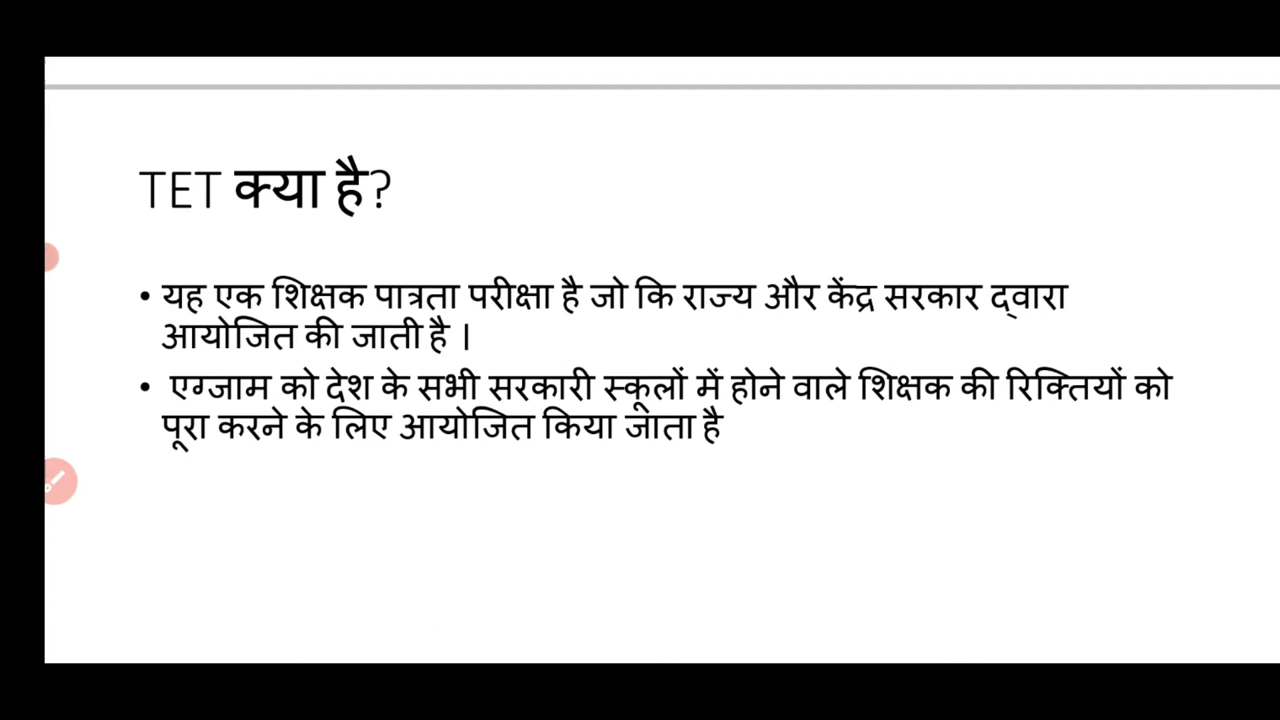 TET क्या है?
• यह एक शिक्षक पात्रता परीक्षा है जो कि राज्य और केंद्र सरकार द्वारा
आयोजित की जाती है ।
• एग्जाम को देश के सभी सरकारी स्कूलों में होने वाले शिक्षक की रिक्तियों को
पूरा करने के लिए आयोजित किया जाता है